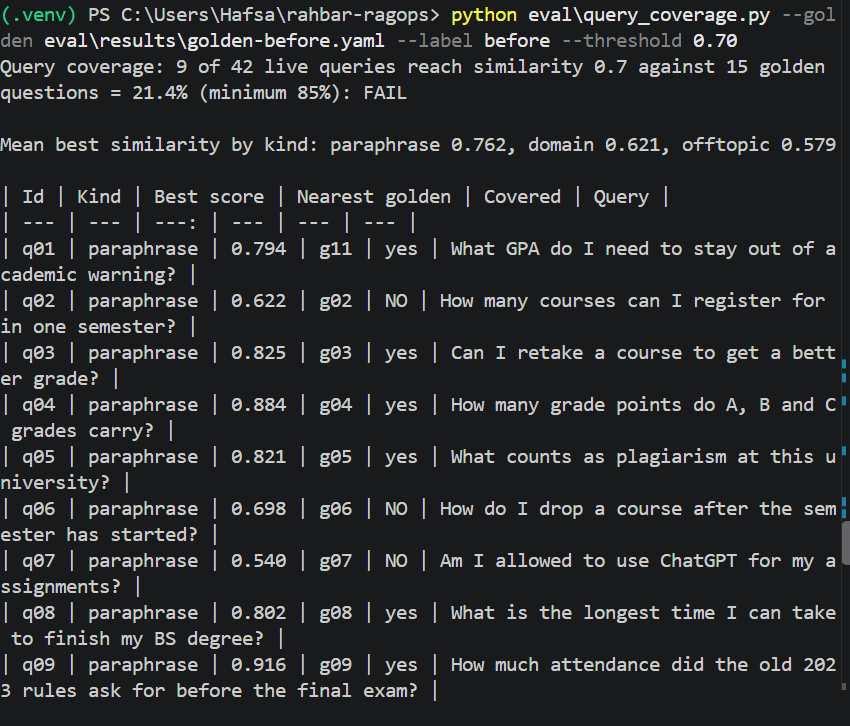 (.venv) PS C:\Users\Hafsa\rahbar-ragops> python eval\query_coverage.py --gol
den eval\results\golden-before.yaml --label before --threshold 0.70
Query coverage: 9 of 42 live queries reach similarity 0.7 against 15 golden
questions = 21.4% (minimum 85%): FAIL
Mean best similarity by kind: paraphrase 0.762, domain 0.621, offtopic 0.579
| Id | Kind | Best score | Nearest golden | Covered | Query |
| --- | --- | ---: | --- | --- | --- |
| q01 | paraphrase | 0.794 | g11 | yes | What GPA do I need to stay out of a
cademic warning? |
| q02 | paraphrase | 0.622 | g02 | NO | How many courses can I register for
in one semester? |
| q03 | paraphrase | 0.825 | g03 | yes | Can I retake a course to get a bett
er grade? |
| q04 | paraphrase | 0.884 | g04 | yes | How many grade points do A, B and C
 grades carry? |
| q05 | paraphrase | 0.821 | g05 | yes | What counts as plagiarism at this u
niversity? |
| q06 | paraphrase | 0.698 | g06 | NO | How do I drop a course after the sem
ester has started? |
| q07 | paraphrase | 0.540 | g07 | NO | Am I allowed to use ChatGPT for my a
ssignments? |
| q08 | paraphrase | 0.802 | g08 | yes | What is the longest time I can take
 to finish my BS degree? |
| q09 | paraphrase | 0.916 | g09 | yes | How much attendance did the old 202
3 rules ask for before the final exam? |